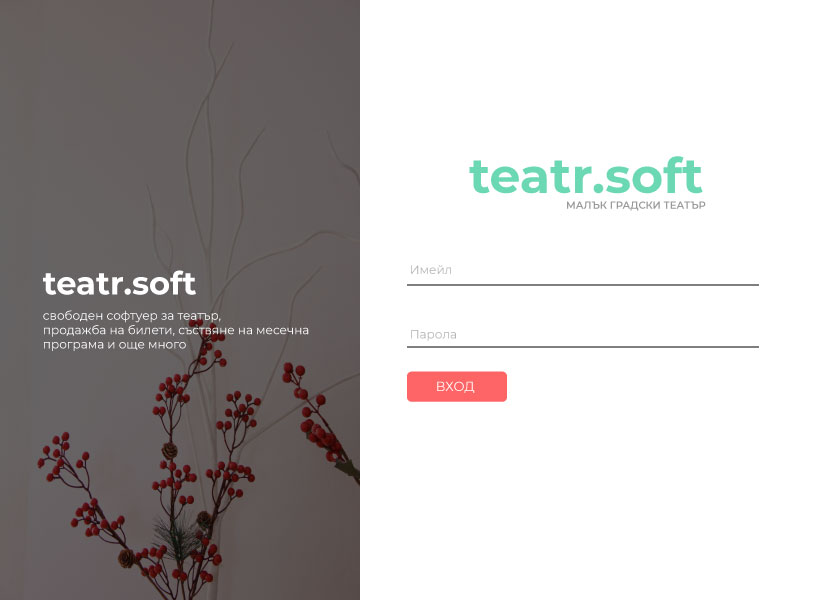 teatr.soft
свободен софтуер за театър,
продажба на билети, съствяне на месечна
програма и още много
teatr.soft
МАЛЪК ГРАДСКИ ТЕАТЪР
Имейл
Парола
ВХОД